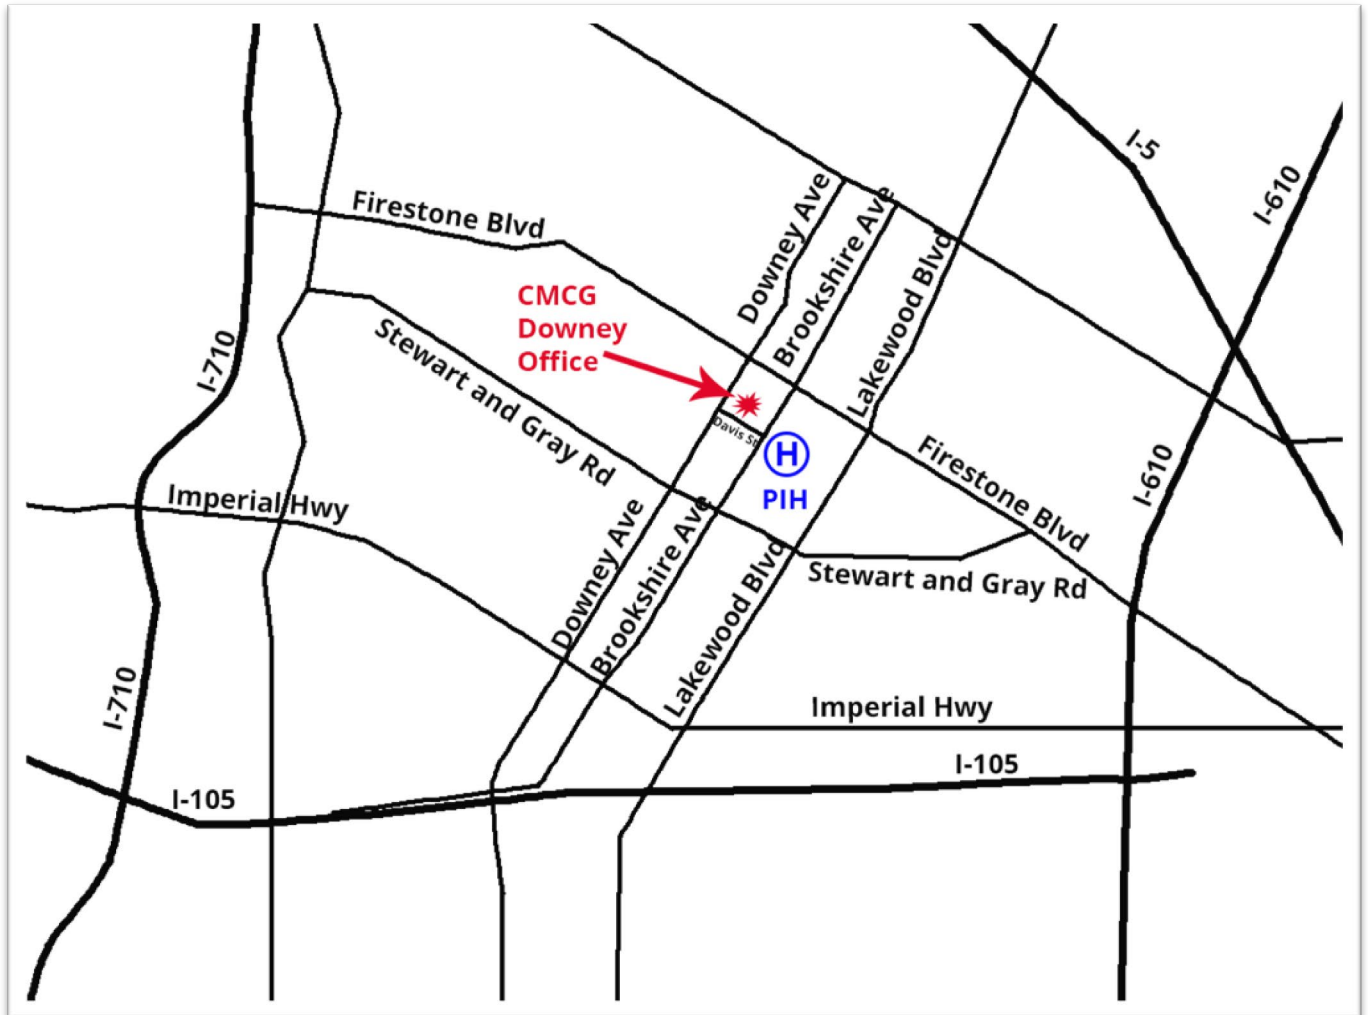 I-5
I-610
Downey Ave
Brookshire Ave
Firestone Blvd
Lakewood Blvd
CMCG
Downey
Office
I-710
Stewart and Gray Rd
Davis St
H
PIH
Firestone Blvd
I-610
Imperial Hwy
Downey Ave
Brookshire Ave
Lakewood Blvd
Stewart and Gray Rd
I-710
Imperial Hwy
I-105
I-105